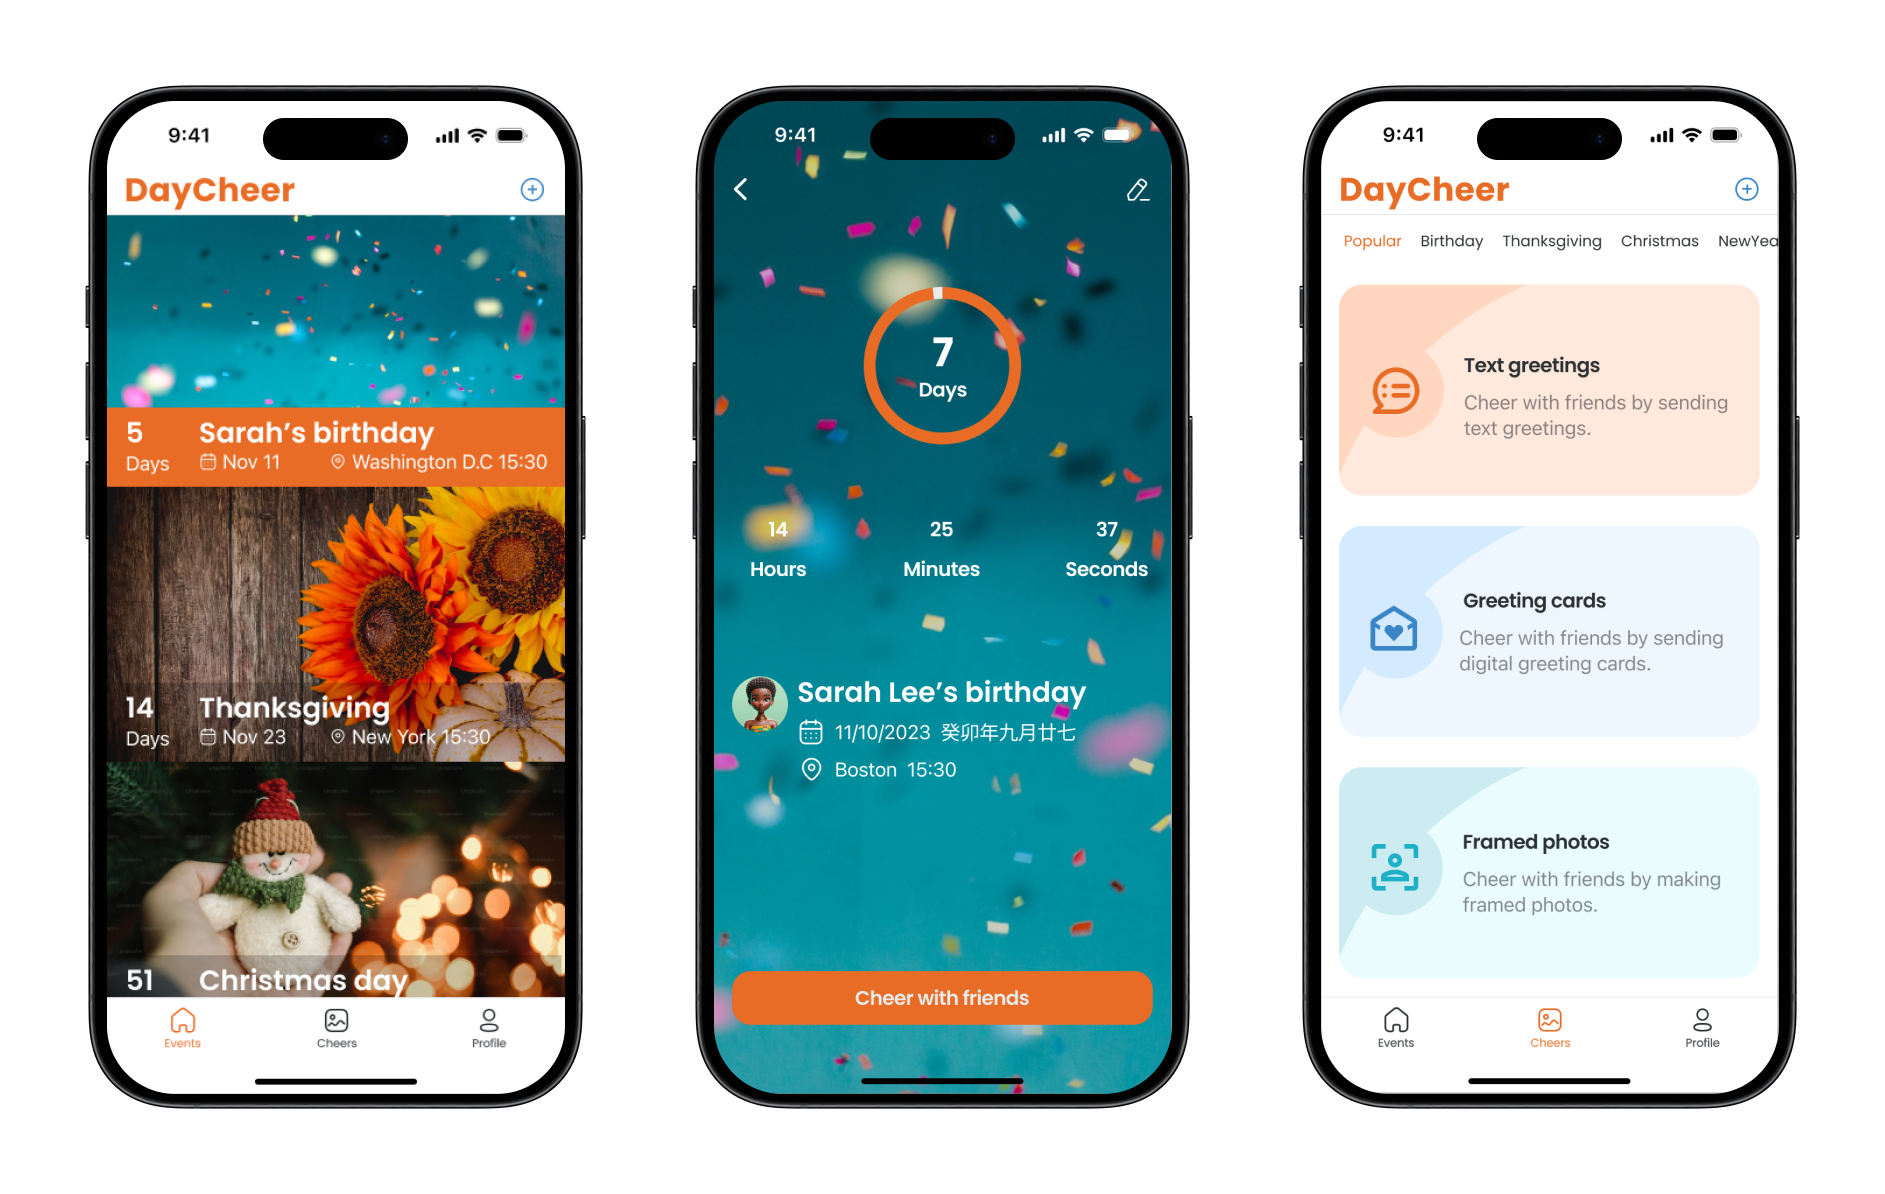 9:41
DayCheer
5 Days
Sarah's birthday
Nov 11 Washington D.C 15:30
14 Days
Thanksgiving
Nov 23 New York 15:30
51 Christmas day
Events Cheers Profile
9:41
7
Days
14 25 37
Hours Minutes Seconds
Sarah Lee's birthday
11/10/2023 癸卯年九月廿七
Boston 15:30
Cheer with friends
9:41
DayCheer
Popular Birthday Thanksgiving Christmas NewYea
Text greetings
Cheer with friends by sending
text greetings.
Greeting cards
Cheer with friends by sending
digital greeting cards.
Framed photos
Cheer with friends by making
framed photos.
Events Cheers Profile